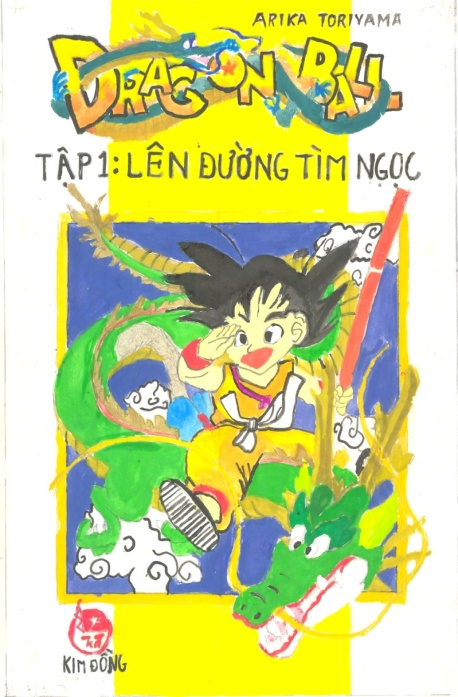 ARIKA TORIYAMA
DRAGON BALL
TẬP 1: LÊN ĐƯỜNG TÌM NGỌC
KIM ĐỒNG